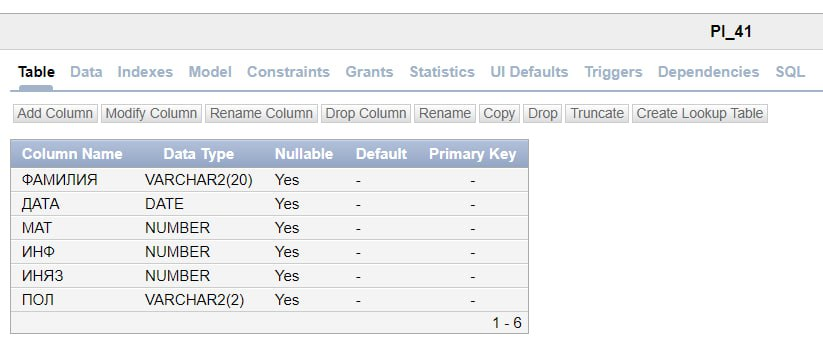 PI_41
Table Data Indexes Model Constraints Grants Statistics UI Defaults Triggers Dependencies SQL
Add Column Modify Column Rename Column Drop Column Rename Copy Drop Truncate Create Lookup Table
Column Name Data Type Nullable Default Primary Key
ФАМИЛИЯ VARCHAR2(20) Yes - -
ДАТА DATE Yes - -
МАТ NUMBER Yes - -
ИНФ NUMBER Yes - -
ИНЯЗ NUMBER Yes - -
ПОЛ VARCHAR2(2) Yes - -
1 - 6